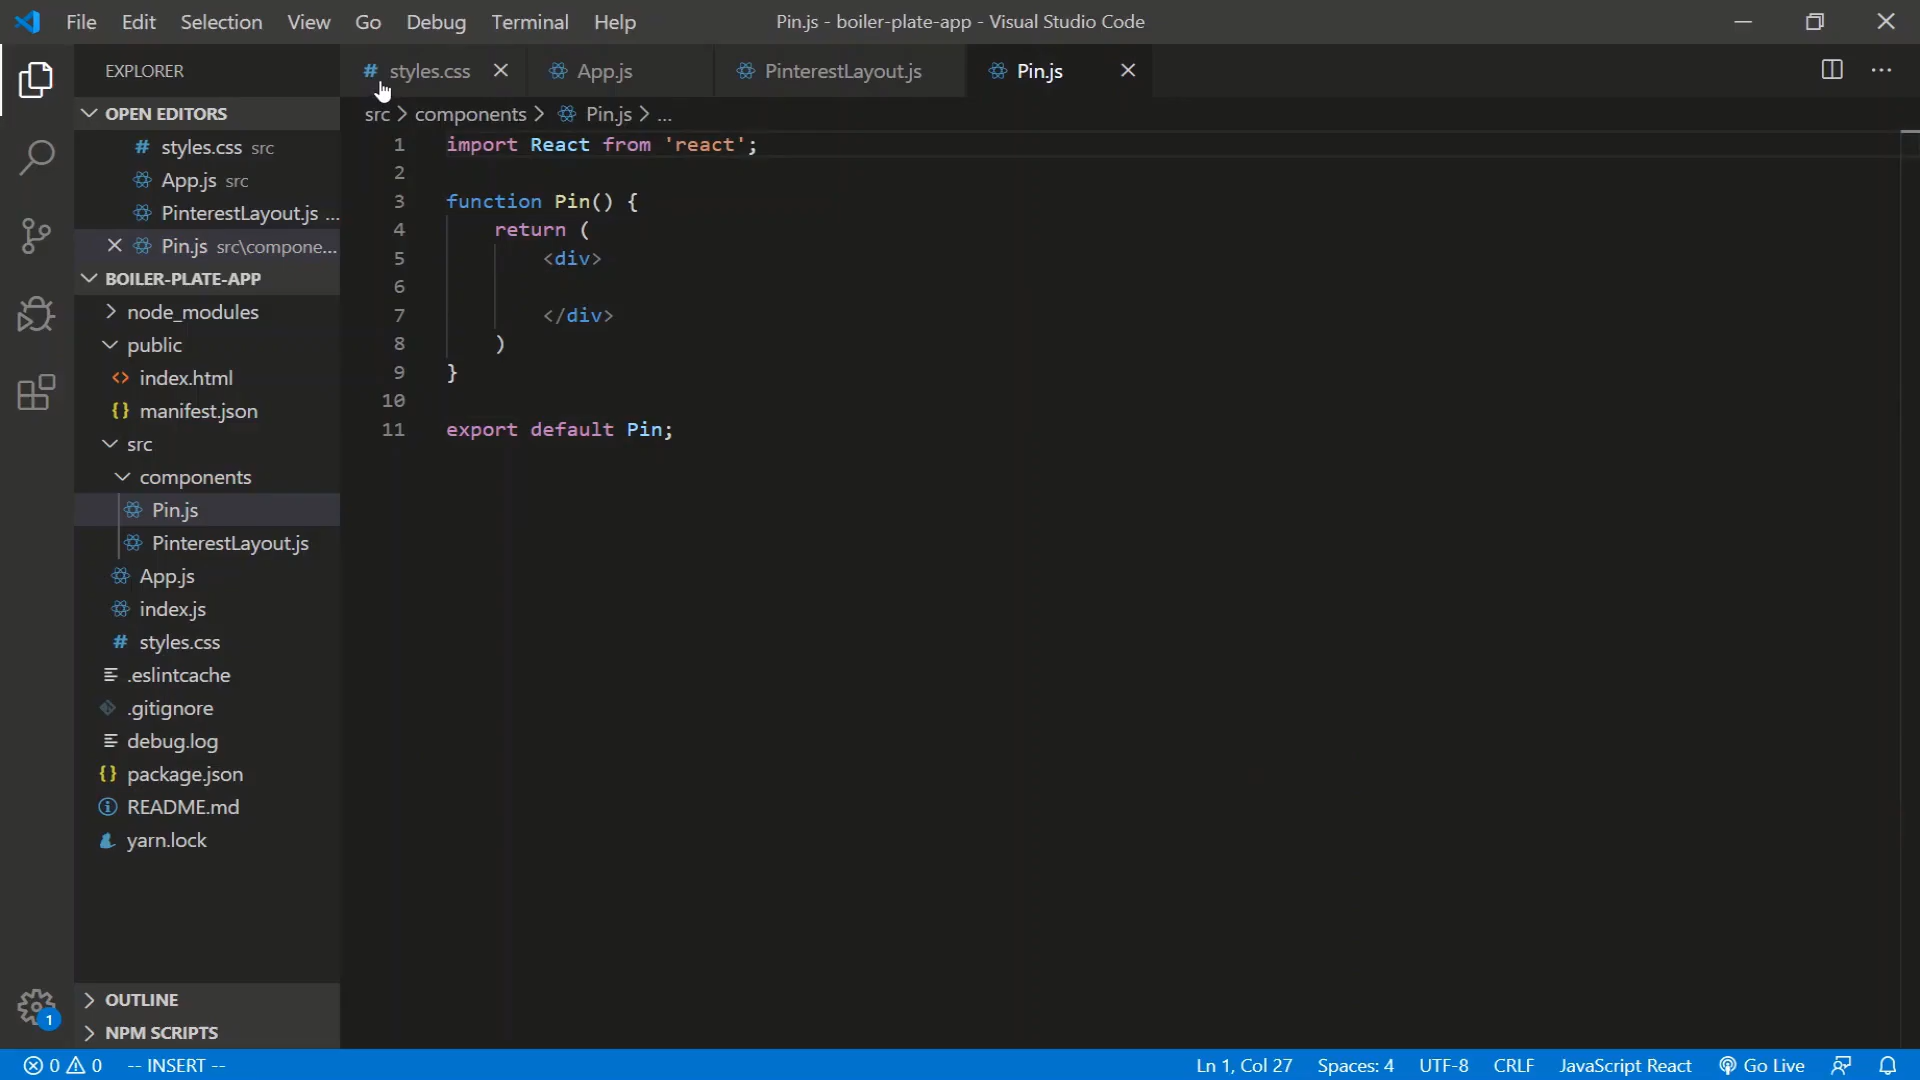 File Edit Selection View Go Debug Terminal Help Pin.js - boiler-plate-app - Visual Studio Code
EXPLORER
# styles.css App.js PinterestLayout.js Pin.js
OPEN EDITORS
# styles.css src
App.js src
PinterestLayout.js ...
Pin.js src\compone...
BOILER-PLATE-APP
node_modules
public
<> index.html
{} manifest.json
src
components
Pin.js
PinterestLayout.js
App.js
index.js
# styles.css
.eslintcache
.gitignore
debug.log
{} package.json
README.md
yarn.lock
OUTLINE
NPM SCRIPTS
src > components > Pin.js > ...
1 import React from 'react';
2
3 function Pin() {
4 return (
5 <div>
6
7 </div>
8 )
9 }
10
11 export default Pin;
1
0 0 -- INSERT -- Ln 1, Col 27 Spaces: 4 UTF-8 CRLF JavaScript React Go Live